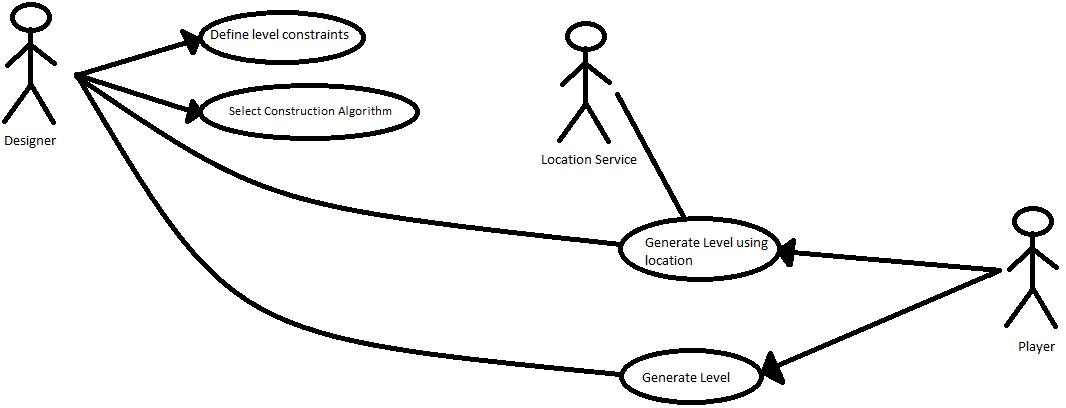 Define level constraints
Select Construction Algorithm
Designer
Location Service
Generate Level using
location
Player
Generate Level